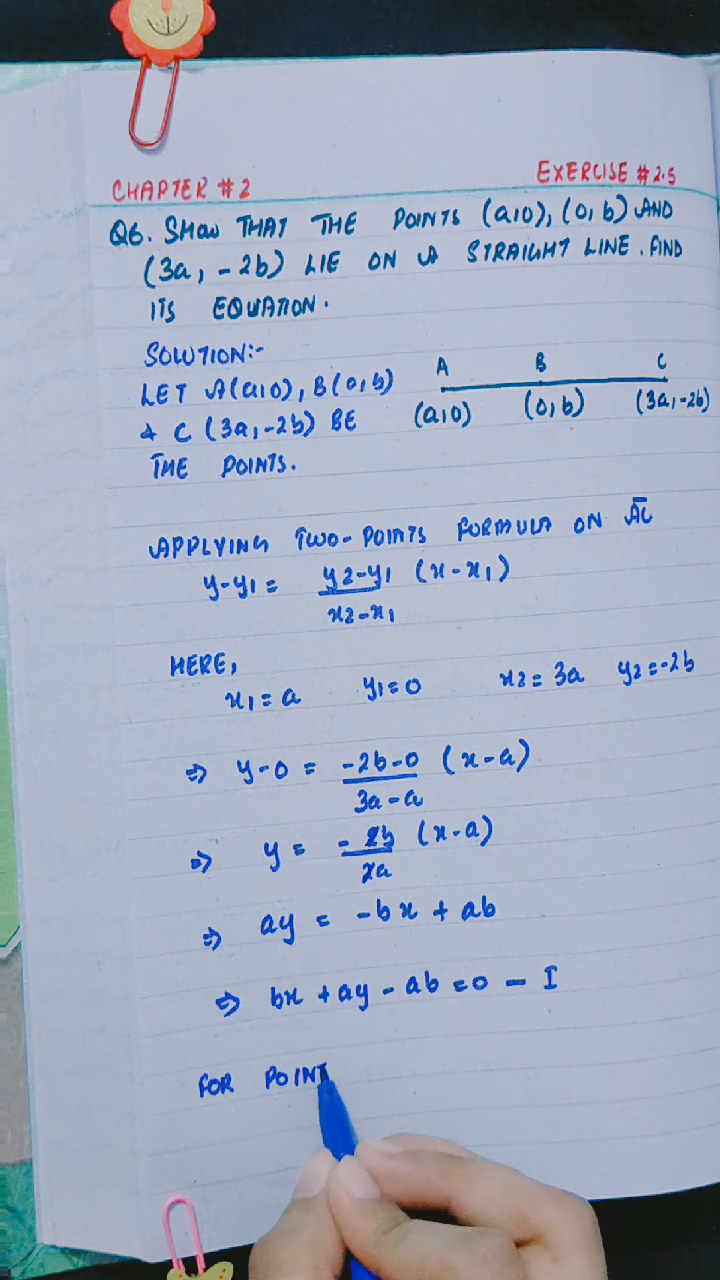 CHAPTER #2 EXERCISE #2.5
Q6. SHOW THAT THE POINTS (a,0), (0,b) AND
(3a,-2b) LIE ON A STRAIGHT LINE. FIND
ITS EQUATION.
SOLUTION:-
LET A(a,0), B(0,b)
& C (3a,-2b) BE
THE POINTS.
A B C
(a,0) (0,b) (3a,-2b)
APPLYING TWO-POINTS FORMULA ON A̅C̅
y-y1 = y2-y1 (x-x1)
x2-x1
HERE,
x1=a y1=0 x2=3a y2=-2b
⇒ y-0 = -2b-0 (x-a)
3a-a
⇒ y = -2b (x-a)
2a
⇒ ay = -bx + ab
⇒ bx + ay - ab = 0 - I
FOR POINT